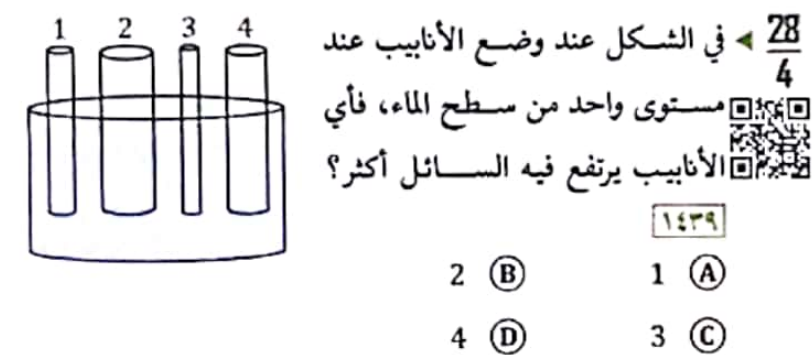 28/4 ◀ في الشكل عند وضع الأنابيب عند
مستوى واحد من سطح الماء، فأي
الأنابيب يرتفع فيه السائل أكثر؟
١٤٣٩
1 Ⓐ 2 Ⓑ
3 Ⓒ 4 Ⓓ
1 2 3 4